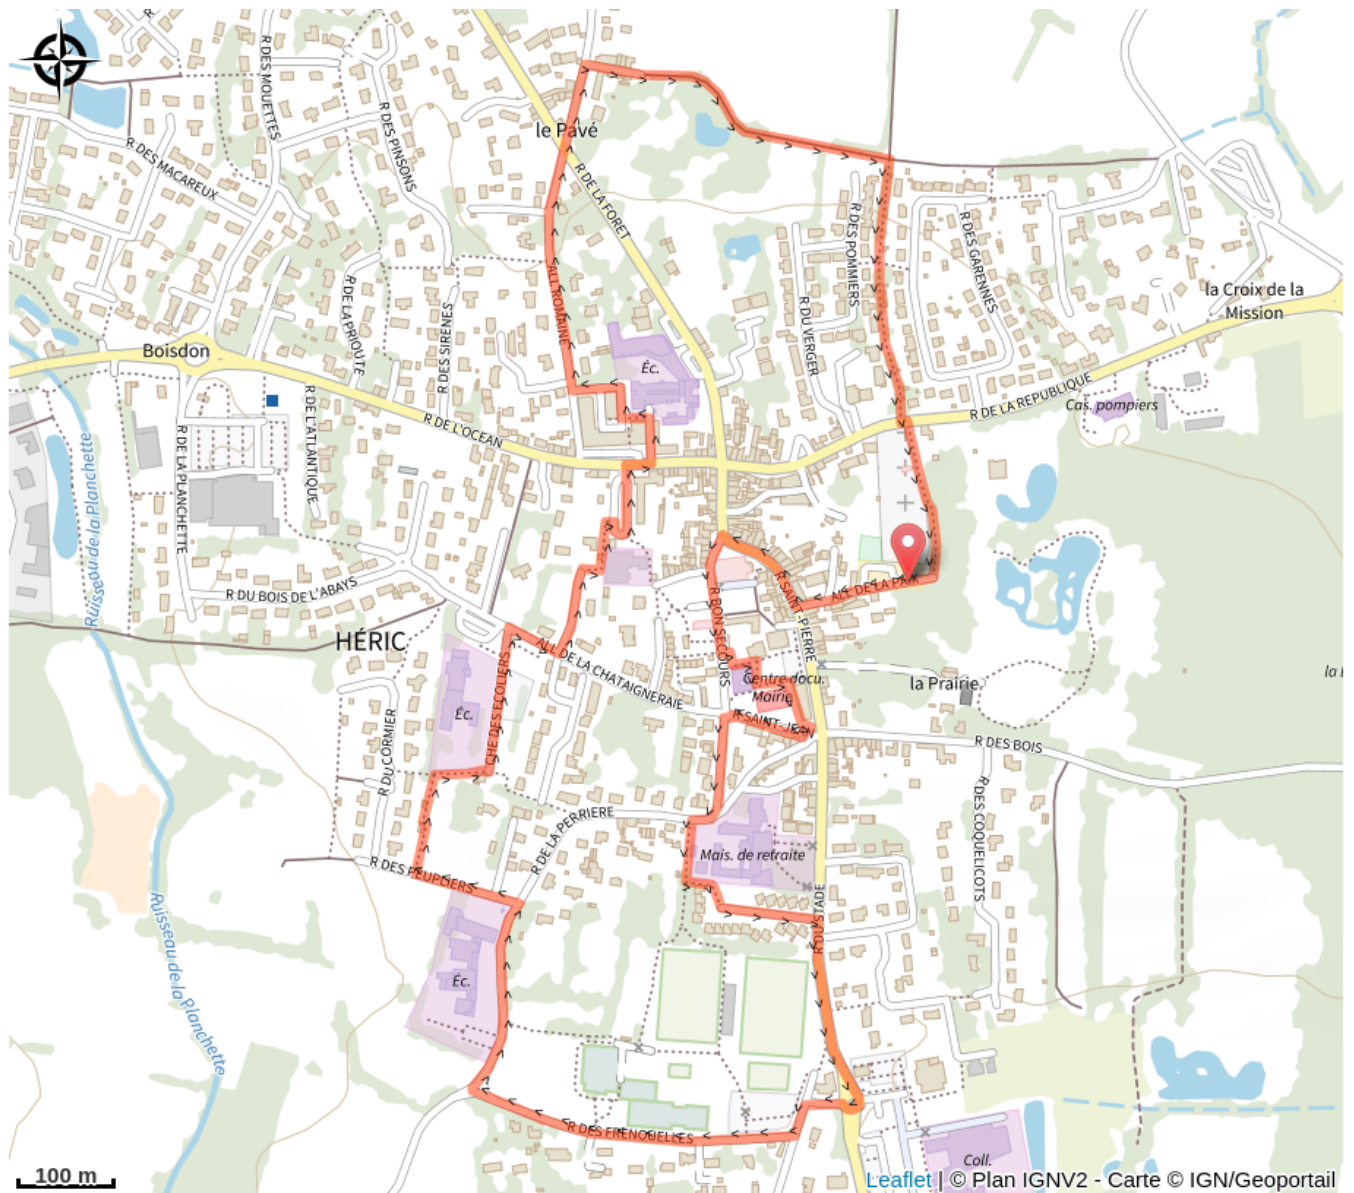 R DES MOUETTES
R DES PINSONS
R DES MACAREUX
le Pavé
R DE LA FORET
R DES POMMIERS
R DES GARENNES
la Croix de la
Mission
ALL ROMAINE
R DE LA PRIOUTE
R DES SIRENES
R DU VERGER
Boisdon
Éc.
R DE LA REPUBLIQUE
Cas. pompiers
R DE L'OCEAN
R DE L'ATLANTIQUE
R DE LA PLANCHETTE
Ruisseau de la Planchette
R DU BOIS DE L'ABAYS
HÉRIC
ALL DE LA PAIX
R SAINT-PIERRE
R BON SECOURS
ALL DE LA CHATAIGNERAIE
CHE DES ECOLIERS
Centre docu.
Mairie
la Prairie
R SAINT-JEAN
R DES BOIS
Éc.
R DU CORMIER
R DE LA PERRIERE
R DES COQUELICOTS
Mais. de retraite
R DES PEUPLIERS
R DU STADE
Ruisseau de la Planchette
Éc.
R DES FRENOUELLES
Coll.
100 m
Leaflet | © Plan IGNV2 - Carte © IGN/Geoportail